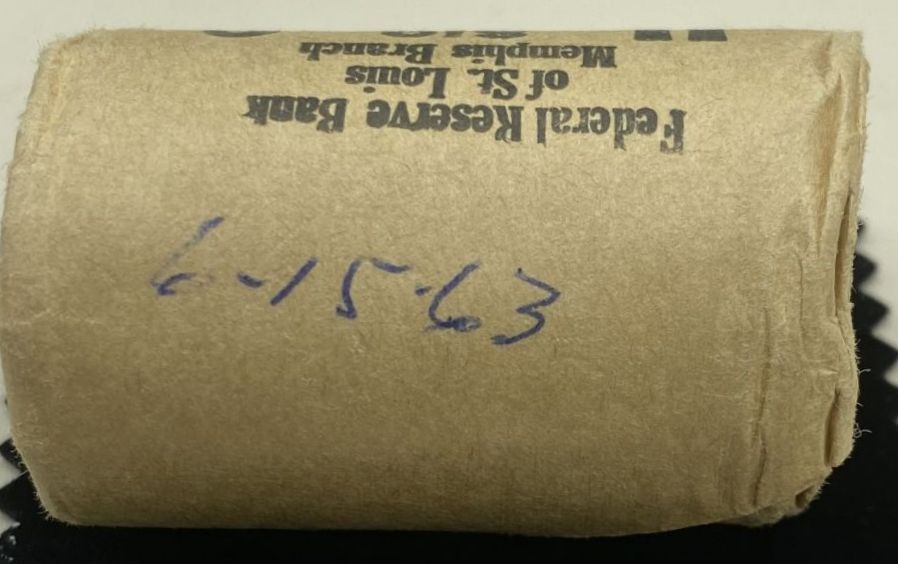 Federal Reserve Bank
of St. Louis
Memphis Branch
6-15-63